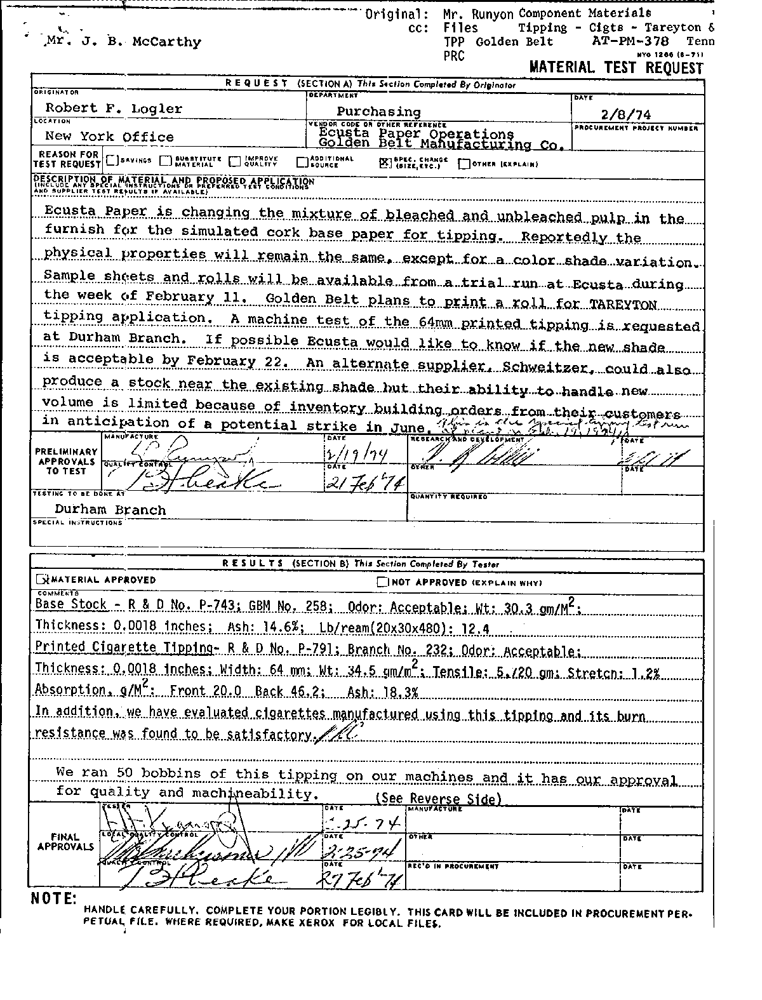 Original: Mr. Runyon Component Materials
cc: Files Tipping - Cigts - Tareyton &
Mr. J. B. McCarthy
TPP Golden Belt AT-PM-378 Tenn
PRC
NYO 1266 (8-71)
MATERIAL TEST REQUEST
REQUEST (SECTION A) This Section Completed By Originator
ORIGINATOR DEPARTMENT DATE
Robert F. Logler Purchasing 2/8/74
LOCATION VENDOR CODE OR OTHER REFERENCE PROCUREMENT PROJECT NUMBER
New York Office Ecusta Paper Operations
Golden Belt Manufacturing Co.
REASON FOR TEST REQUEST SAVINGS SUBSTITUTE MATERIAL IMPROVE QUALITY ADDITIONAL SOURCE SPEC. CHANGE (SIZE, ETC.) OTHER (EXPLAIN)
DESCRIPTION OF MATERIAL AND PROPOSED APPLICATION
(INCLUDE ANY SPECIAL INSTRUCTIONS OR PREFERRED TEST CONDITIONS
AND SUPPLIER TEST RESULTS IF AVAILABLE)
Ecusta Paper is changing the mixture of bleached and unbleached pulp in the
furnish for the simulated cork base paper for tipping. Reportedly the
physical properties will remain the same, except for a color shade variation.
Sample sheets and rolls will be available from a trial run at Ecusta during
the week of February 11. Golden Belt plans to print a roll for TAREYTON
tipping application. A machine test of the 64mm printed tipping is requested
at Durham Branch. If possible Ecusta would like to know if the new shade
is acceptable by February 22. An alternate supplier, Schweitzer, could also
produce a stock near the existing shade but their ability to handle new
volume is limited because of inventory building orders from their customers
in anticipation of a potential strike in June. This is the
PRELIMINARY APPROVALS TO TEST
MANUFACTURE DATE RESEARCH AND DEVELOPMENT DATE
2/19/74
QUALITY CONTROL DATE OTHER DATE
21 Feb '74
TESTING TO BE DONE AT QUANTITY REQUIRED
Durham Branch
SPECIAL INSTRUCTIONS
RESULTS (SECTION B) This Section Completed By Tester
MATERIAL APPROVED NOT APPROVED (EXPLAIN WHY)
COMMENTS
Base Stock - R & D No. P-743; GBM No. 258; Odor: Acceptable; Wt: 30.3 gm/M²;
Thickness: 0.0018 inches; Ash: 14.6% Lb/ream(20x30x480): 12.4
Printed Cigarette Tipping- R & D No. P-791; Branch No. 232; Odor: Acceptable;
Thickness: 0.0018 inches; Width: 64 mm; Wt: 34.5 gm/m²; Tensile: 5,/20 gm; Stretch: 1.2%
Absorption, g/M²: Front 20.0 Back 46.2; Ash: 18.3%
In addition, we have evaluated cigarettes manufactured using this tipping and its burn
resistance was found to be satisfactory.
We ran 50 bobbins of this tipping on our machines and it has our approval
for quality and machineability. (See Reverse Side)
FINAL APPROVALS
TESTER DATE MANUFACTURE DATE
25-74
LOCAL QUALITY CONTROL DATE OTHER DATE
2-25-74
QUALITY CONTROL DATE REC'D IN PROCUREMENT DATE
27 Feb '74
NOTE:
HANDLE CAREFULLY. COMPLETE YOUR PORTION LEGIBLY. THIS CARD WILL BE INCLUDED IN PROCUREMENT PER-
PETUAL FILE. WHERE REQUIRED, MAKE XEROX FOR LOCAL FILES.